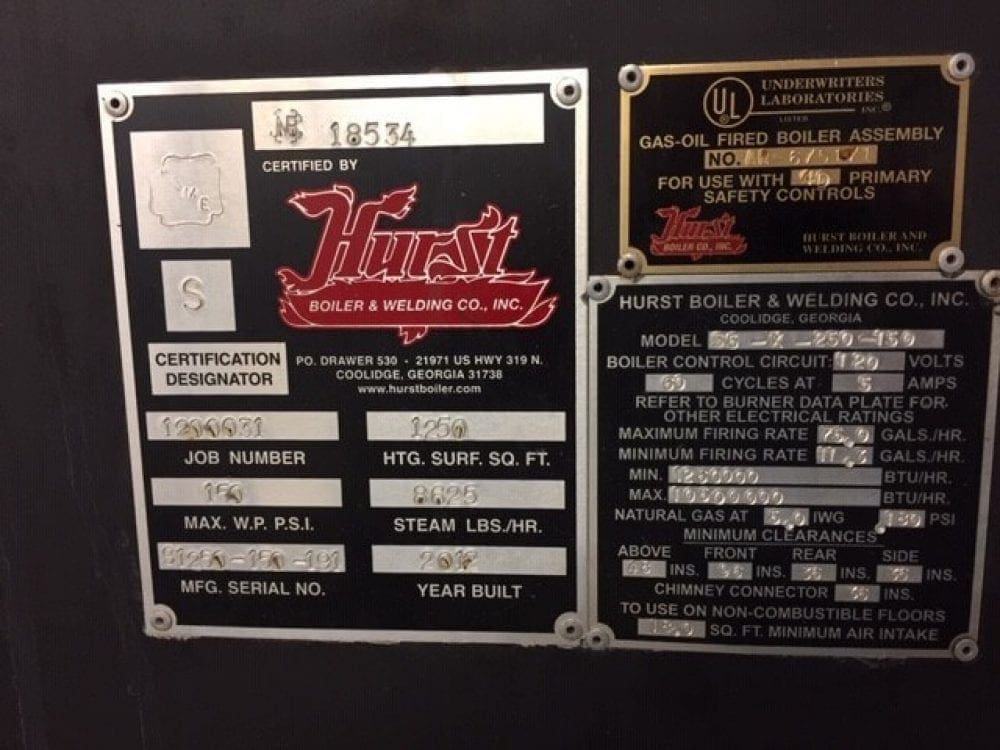 NB 18534
CERTIFIED BY
S
Hurst
BOILER & WELDING CO., INC.
CERTIFICATION DESIGNATOR
PO. DRAWER 530 · 21971 US HWY 319 N.
COOLIDGE, GEORGIA 31738
www.hurstboiler.com
1250
JOB NUMBER HTG. SURF. SQ. FT.
150 8625
MAX. W.P. P.S.I. STEAM LBS./HR.
S1250-150-191
MFG. SERIAL NO. YEAR BUILT
UL UNDERWRITERS
LABORATORIES
INC.®
LISTED
GAS-OIL FIRED BOILER ASSEMBLY
NO.
FOR USE WITH PRIMARY
SAFETY CONTROLS
Hurst
BOILER CO., INC.
HURST BOILER AND
WELDING CO., INC.
HURST BOILER & WELDING CO., INC.
COOLIDGE, GEORGIA
MODEL
BOILER CONTROL CIRCUIT: 120 VOLTS
60 CYCLES AT 5 AMPS
REFER TO BURNER DATA PLATE FOR
OTHER ELECTRICAL RATINGS
MAXIMUM FIRING RATE GALS./HR.
MINIMUM FIRING RATE GALS./HR.
MIN. BTU/HR.
MAX. BTU/HR.
NATURAL GAS AT 5.0 IWG PSI
MINIMUM CLEARANCES
ABOVE FRONT REAR SIDE
INS. INS. INS. INS.
CHIMNEY CONNECTOR INS.
TO USE ON NON-COMBUSTIBLE FLOORS
SQ. FT. MINIMUM AIR INTAKE